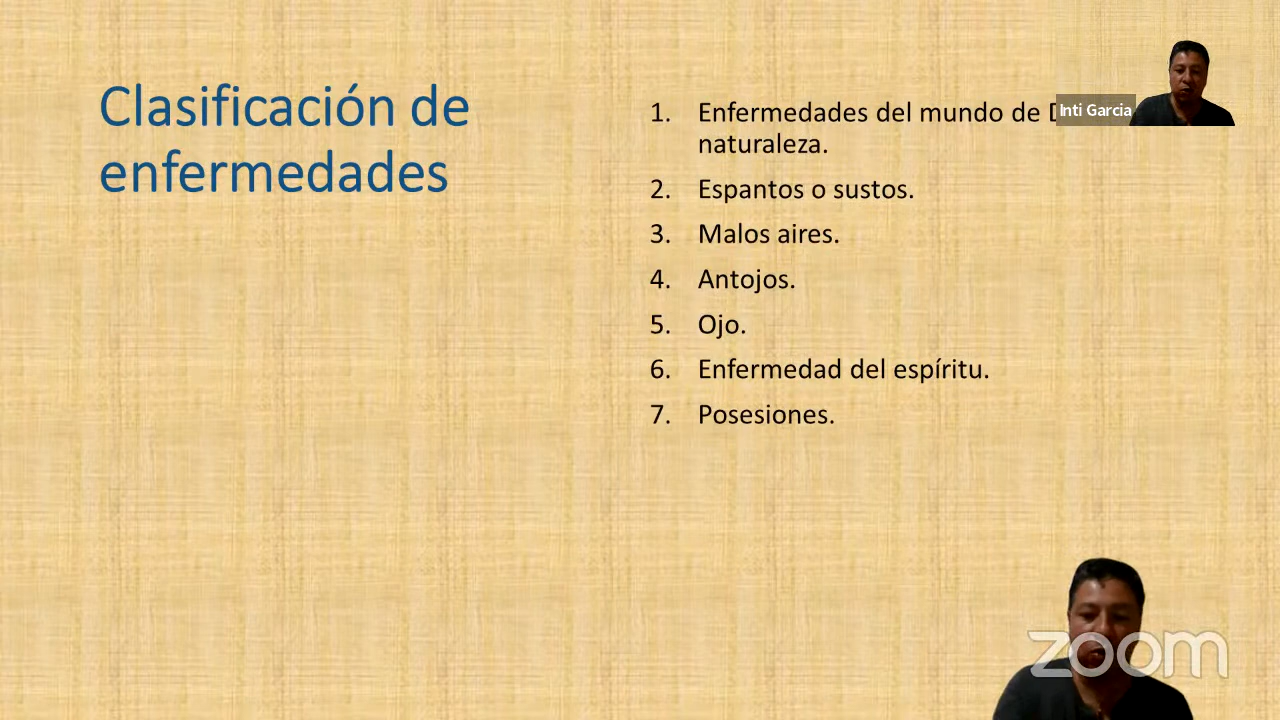 Clasificación de
enfermedades
1. Enfermedades del mundo de
naturaleza.
2. Espantos o sustos.
3. Malos aires.
4. Antojos.
5. Ojo.
6. Enfermedad del espíritu.
7. Posesiones.
Inti Garcia
zoom